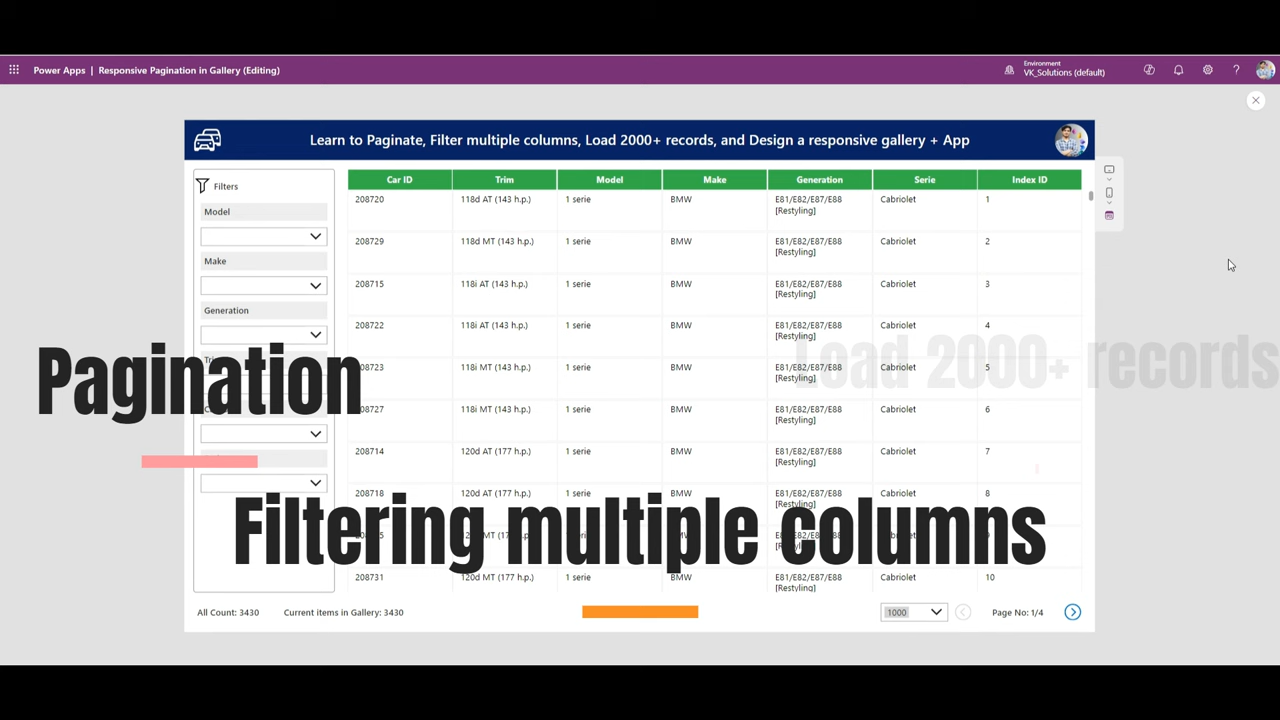 Power Apps | Responsive Pagination in Gallery (Editing)
Environment
VK_Solutions (default)
Learn to Paginate, Filter multiple columns, Load 2000+ records, and Design a responsive gallery + App
Filters
Model
Make
Generation
Car ID Trim Model Make Generation Serie Index ID
208720 118d AT (143 h.p.) 1 serie BMW E81/E82/E87/E88 [Restyling] Cabriolet 1
208729 118d MT (143 h.p.) 1 serie BMW E81/E82/E87/E88 [Restyling] Cabriolet 2
208715 118i AT (143 h.p.) 1 serie BMW E81/E82/E87/E88 [Restyling] Cabriolet 3
208722 118i AT (143 h.p.) 1 serie BMW E81/E82/E87/E88 [Restyling] Cabriolet 4
208723 118i AT (143 h.p.) 1 serie BMW E81/E82/E87/E88 [Restyling] Cabriolet 5
208727 118i MT (143 h.p.) 1 serie BMW E81/E82/E87/E88 [Restyling] Cabriolet 6
208714 120d AT (177 h.p.) 1 serie BMW E81/E82/E87/E88 [Restyling] Cabriolet 7
208718 120d AT (177 h.p.) 1 serie BMW E81/E82/E87/E88 [Restyling] Cabriolet 8
208731 120d MT (177 h.p.) 1 serie BMW E81/E82/E87/E88 [Restyling] Cabriolet 10
Load 2000+ records
Pagination
Filtering multiple columns
All Count: 3430 Current items in Gallery: 3430 1000 Page No: 1/4